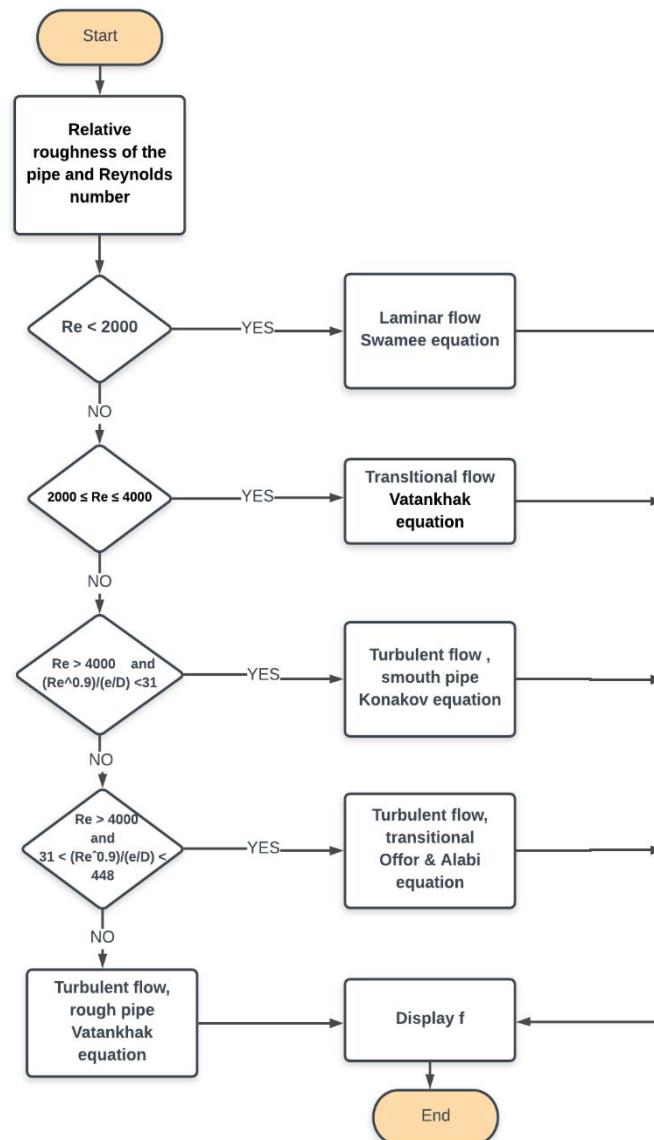 Start
Relative
roughness of the
pipe and Reynolds
number
Re < 2000
YES
Laminar flow
Swamee equation
NO
2000 ≤ Re ≤ 4000
YES
Transltional flow
Vatankhak
equation
NO
Re > 4000 and
(Re^0.9)/(e/D) <31
YES
Turbulent flow ,
smouth pipe
Konakov equation
NO
Re > 4000
and
31 < (Re^0.9)/(e/D) <
448
YES
Turbulent flow,
transitional
Offor & Alabi
equation
NO
Turbulent flow,
rough pipe
Vatankhak
equation
Display f
End